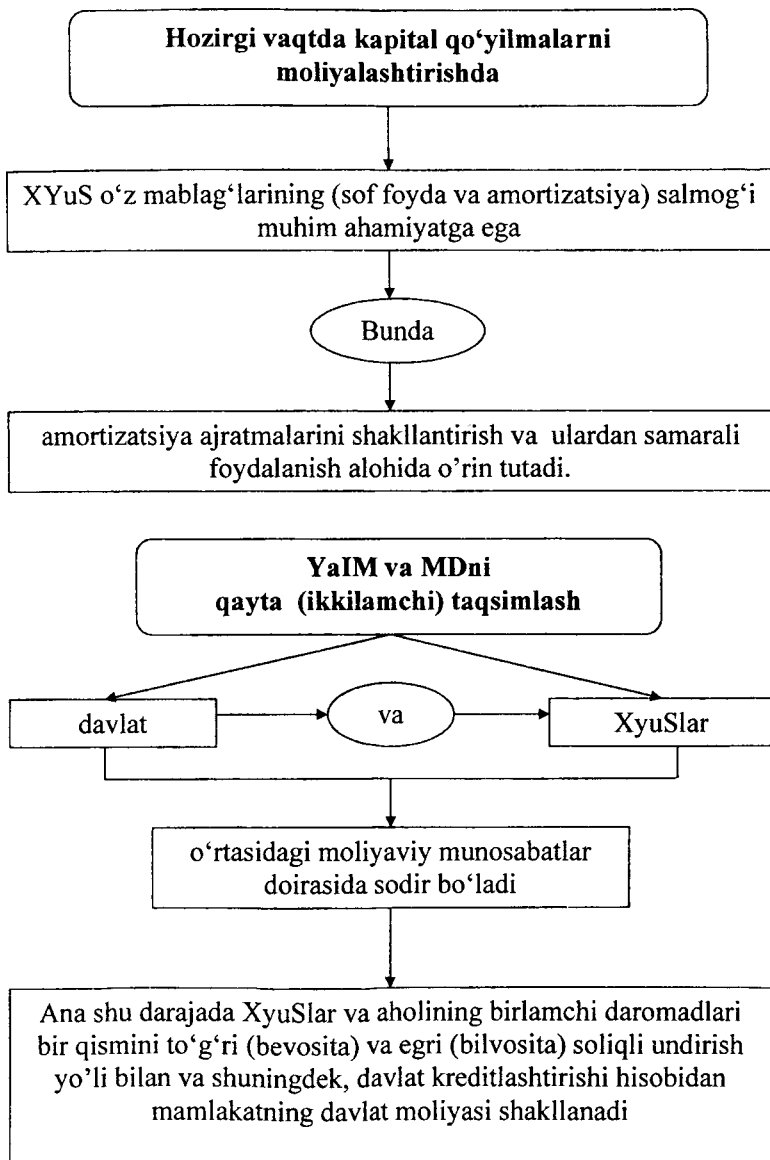 Hozirgi vaqtda kapital qo‘yilmalarni
moliyalashtirishda
XYuS o‘z mablag‘larining (sof foyda va amortizatsiya) salmog‘i
muhim ahamiyatga ega
Bunda
amortizatsiya ajratmalarini shakllantirish va ulardan samarali
foydalanish alohida o’rin tutadi.
YaIM va MDni
qayta (ikkilamchi) taqsimlash
davlat
va
XyuSlar
o‘rtasidagi moliyaviy munosabatlar
doirasida sodir bo‘ladi
Ana shu darajada XyuSlar va aholining birlamchi daromadlari
bir qismini to‘g‘ri (bevosita) va egri (bilvosita) soliqli undirish
yo’li bilan va shuningdek, davlat kreditlashtirishi hisobidan
mamlakatning davlat moliyasi shakllanadi